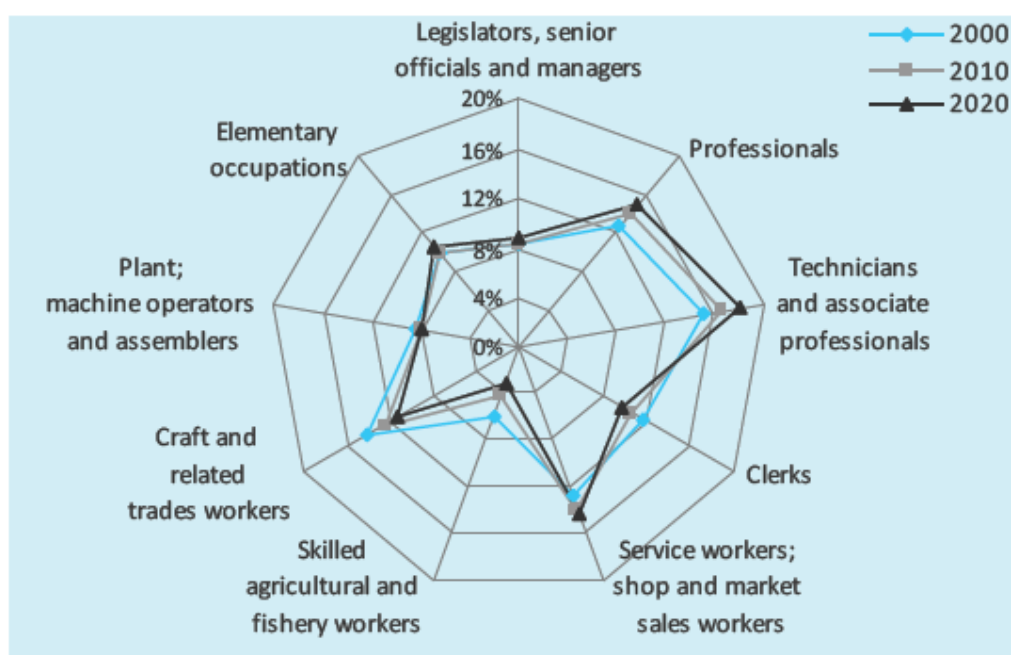 Legislators, senior
officials and managers
2000
2010
2020
20%
16%
12%
8%
4%
0%
Professionals
Technicians
and associate
professionals
Clerks
Service workers;
shop and market
sales workers
Skilled
agricultural and
fishery workers
Craft and
related
trades workers
Plant;
machine operators
and assemblers
Elementary
occupations